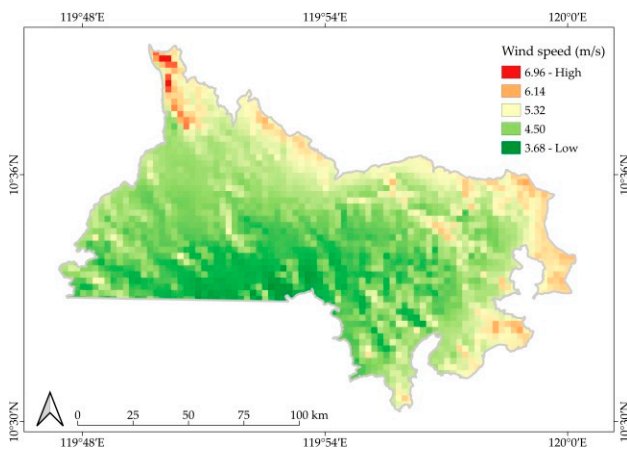 119°48′E 119°54′E 120°0′E
Wind speed (m/s)
6.96 - High
6.14
5.32
4.50
3.68 - Low
10°36′N 10°36′N
10°30′N 10°30′N
0 25 50 75 100 km
119°48′E 119°54′E 120°0′E